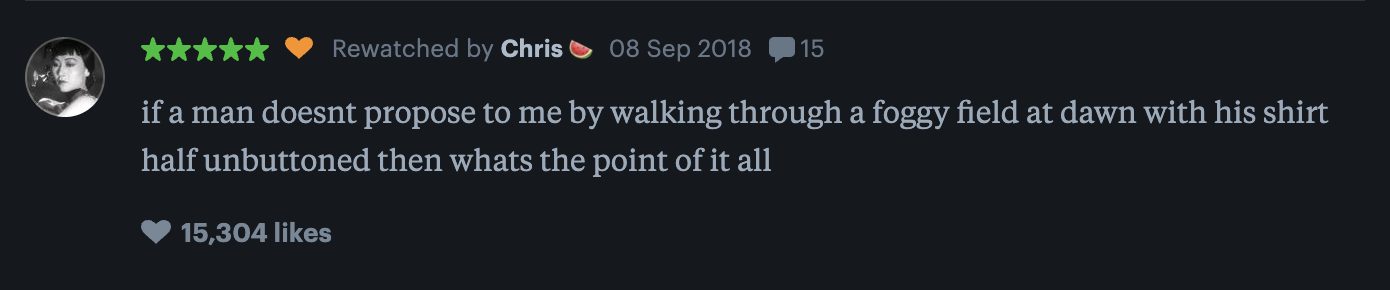 Rewatched by Chris🍉 08 Sep 2018 15
if a man doesnt propose to me by walking through a foggy field at dawn with his shirt
half unbuttoned then whats the point of it all
15,304 likes